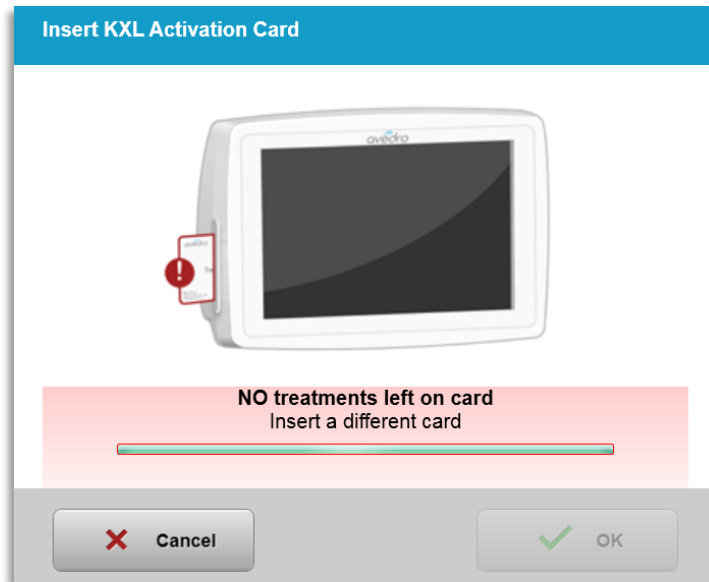 Insert KXL Activation Card
avedro
avedro
NO treatments left on card
Insert a different card
Cancel
OK